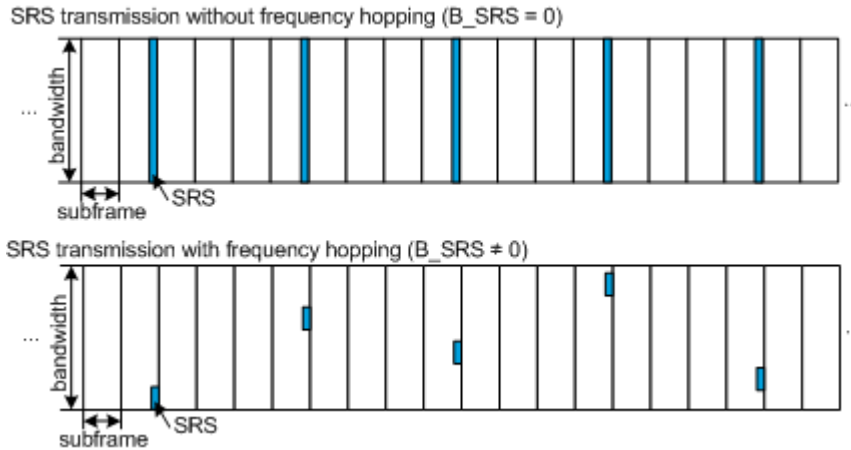 SRS transmission without frequency hopping (B_SRS = 0)
bandwidth
...
...
SRS
subframe
SRS transmission with frequency hopping (B_SRS ≠ 0)
bandwidth
...
...
SRS
subframe